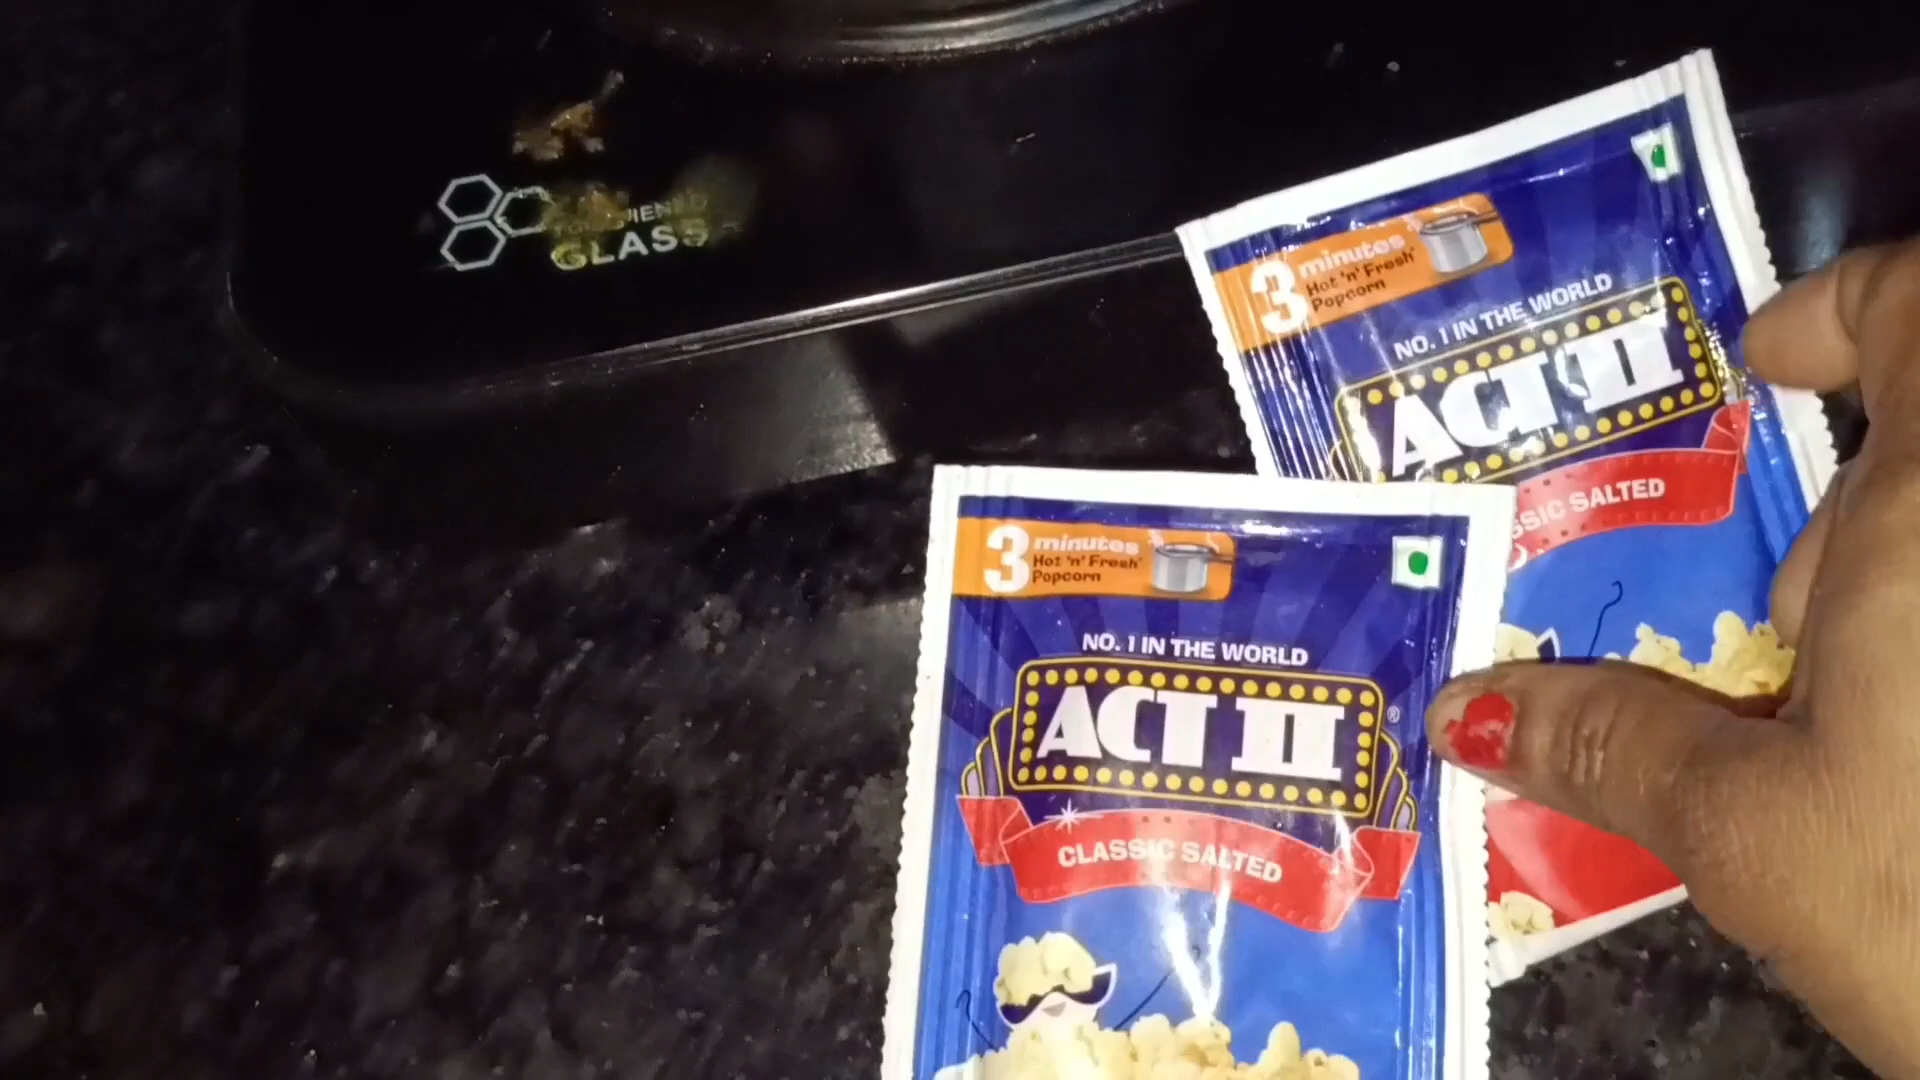 GLASS
3 minutes
Hot 'n' Fresh
Popcorn
NO. 1 IN THE WORLD
ACT II
SALTED
3 minutes
Hot 'n' Fresh
Popcorn
NO. 1 IN THE WORLD
ACT II®
CLASSIC SALTED